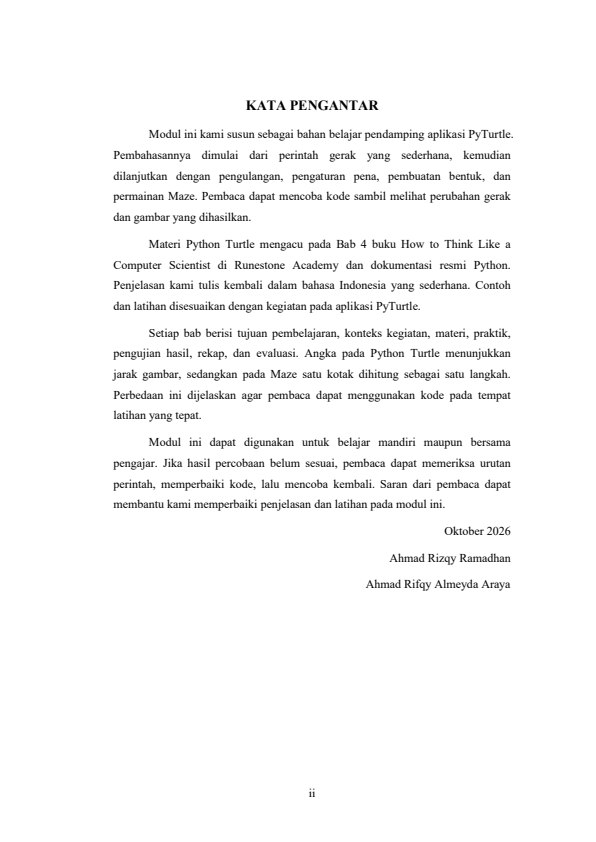 KATA PENGANTAR
Modul ini kami susun sebagai bahan belajar pendamping aplikasi PyTurtle.
Pembahasannya dimulai dari perintah gerak yang sederhana, kemudian
dilanjutkan dengan pengulangan, pengaturan pena, pembuatan bentuk, dan
permainan Maze. Pembaca dapat mencoba kode sambil melihat perubahan gerak
dan gambar yang dihasilkan.
Materi Python Turtle mengacu pada Bab 4 buku How to Think Like a
Computer Scientist di Runestone Academy dan dokumentasi resmi Python.
Penjelasan kami tulis kembali dalam bahasa Indonesia yang sederhana. Contoh
dan latihan disesuaikan dengan kegiatan pada aplikasi PyTurtle.
Setiap bab berisi tujuan pembelajaran, konteks kegiatan, materi, praktik,
pengujian hasil, rekap, dan evaluasi. Angka pada Python Turtle menunjukkan
jarak gambar, sedangkan pada Maze satu kotak dihitung sebagai satu langkah.
Perbedaan ini dijelaskan agar pembaca dapat menggunakan kode pada tempat
latihan yang tepat.
Modul ini dapat digunakan untuk belajar mandiri maupun bersama
pengajar. Jika hasil percobaan belum sesuai, pembaca dapat memeriksa urutan
perintah, memperbaiki kode, lalu mencoba kembali. Saran dari pembaca dapat
membantu kami memperbaiki penjelasan dan latihan pada modul ini.
Oktober 2026
Ahmad Rizqy Ramadhan
Ahmad Rifqy Almeyda Araya
ii